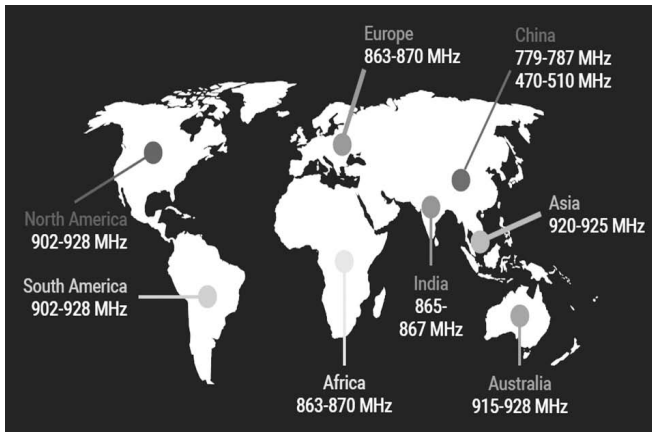 Europe
863-870 MHz
China
779-787 MHz
470-510 MHz
North America
902-928 MHz
Asia
920-925 MHz
South America
902-928 MHz
India
865-
867 MHz
Africa
863-870 MHz
Australia
915-928 MHz